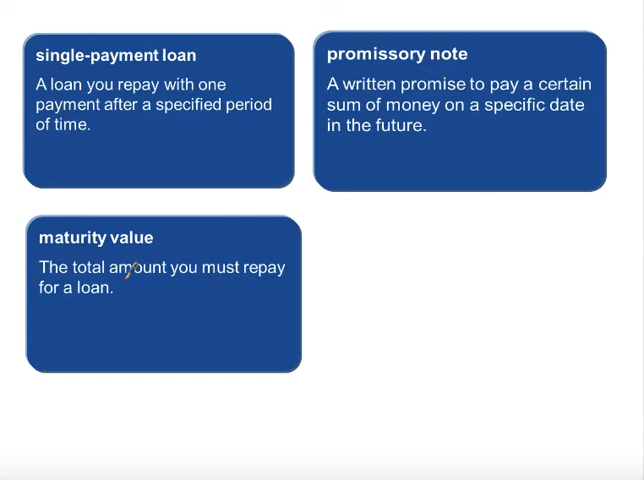 single-payment loan
A loan you repay with one
payment after a specified period
of time.
promissory note
A written promise to pay a certain
sum of money on a specific date
in the future.
maturity value
The total amount you must repay
for a loan.